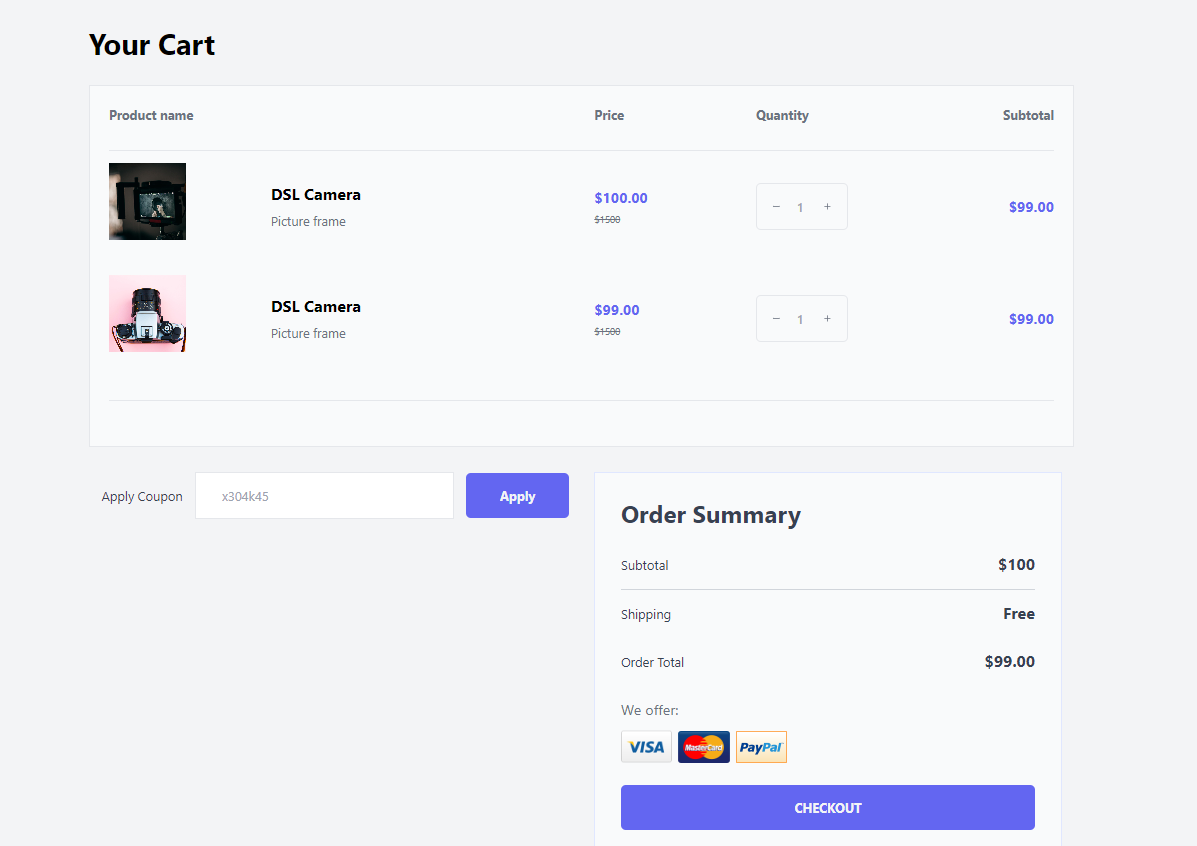 Your Cart
Product name Price Quantity Subtotal
DSL Camera
Picture frame
$100.00
$1500
− 1 +
$99.00
DSL Camera
Picture frame
$99.00
$1500
− 1 +
$99.00
Apply Coupon x304k45 Apply
Order Summary
Subtotal $100
Shipping Free
Order Total $99.00
We offer:
VISA MasterCard PayPal
CHECKOUT